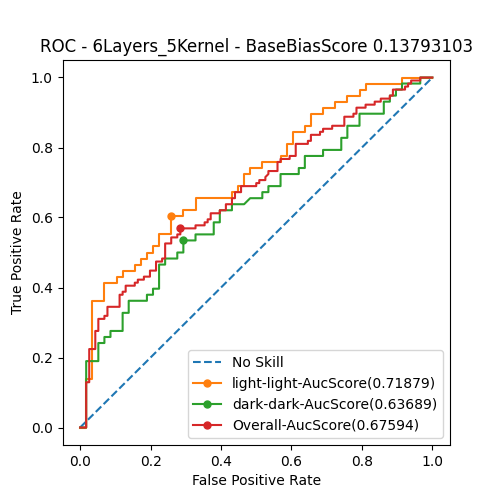 ROC - 6Layers_5Kernel - BaseBiasScore 0.13793103
1.0
0.8
0.6
0.4
0.2
0.0
True Positive Rate
No Skill
light-light-AucScore(0.71879)
dark-dark-AucScore(0.63689)
Overall-AucScore(0.67594)
0.0 0.2 0.4 0.6 0.8 1.0
False Positive Rate